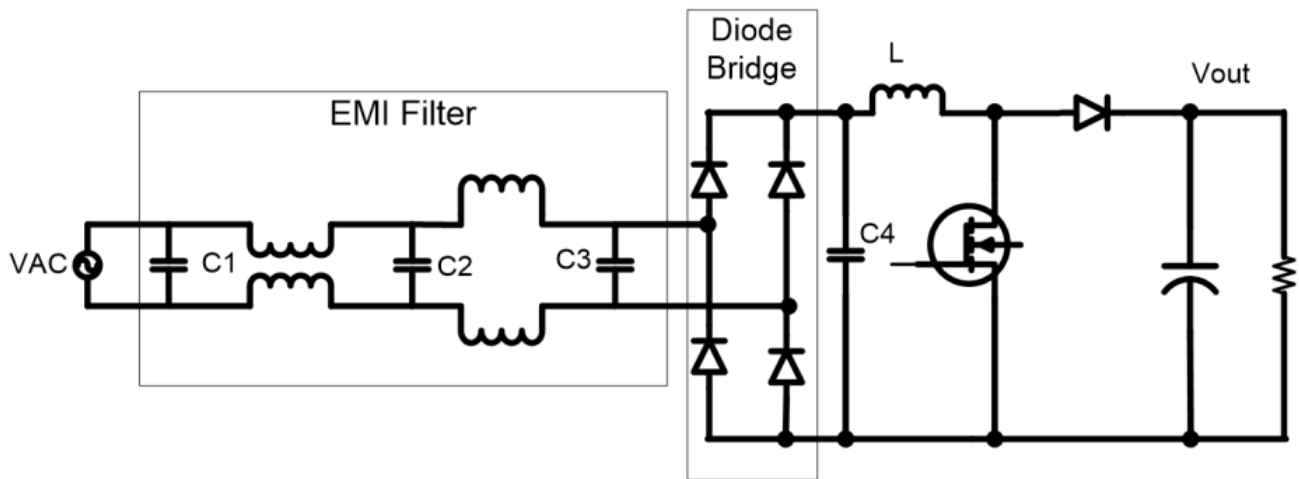 Diode
Bridge
L
Vout
EMI Filter
VAC
C1
C2
C3
C4